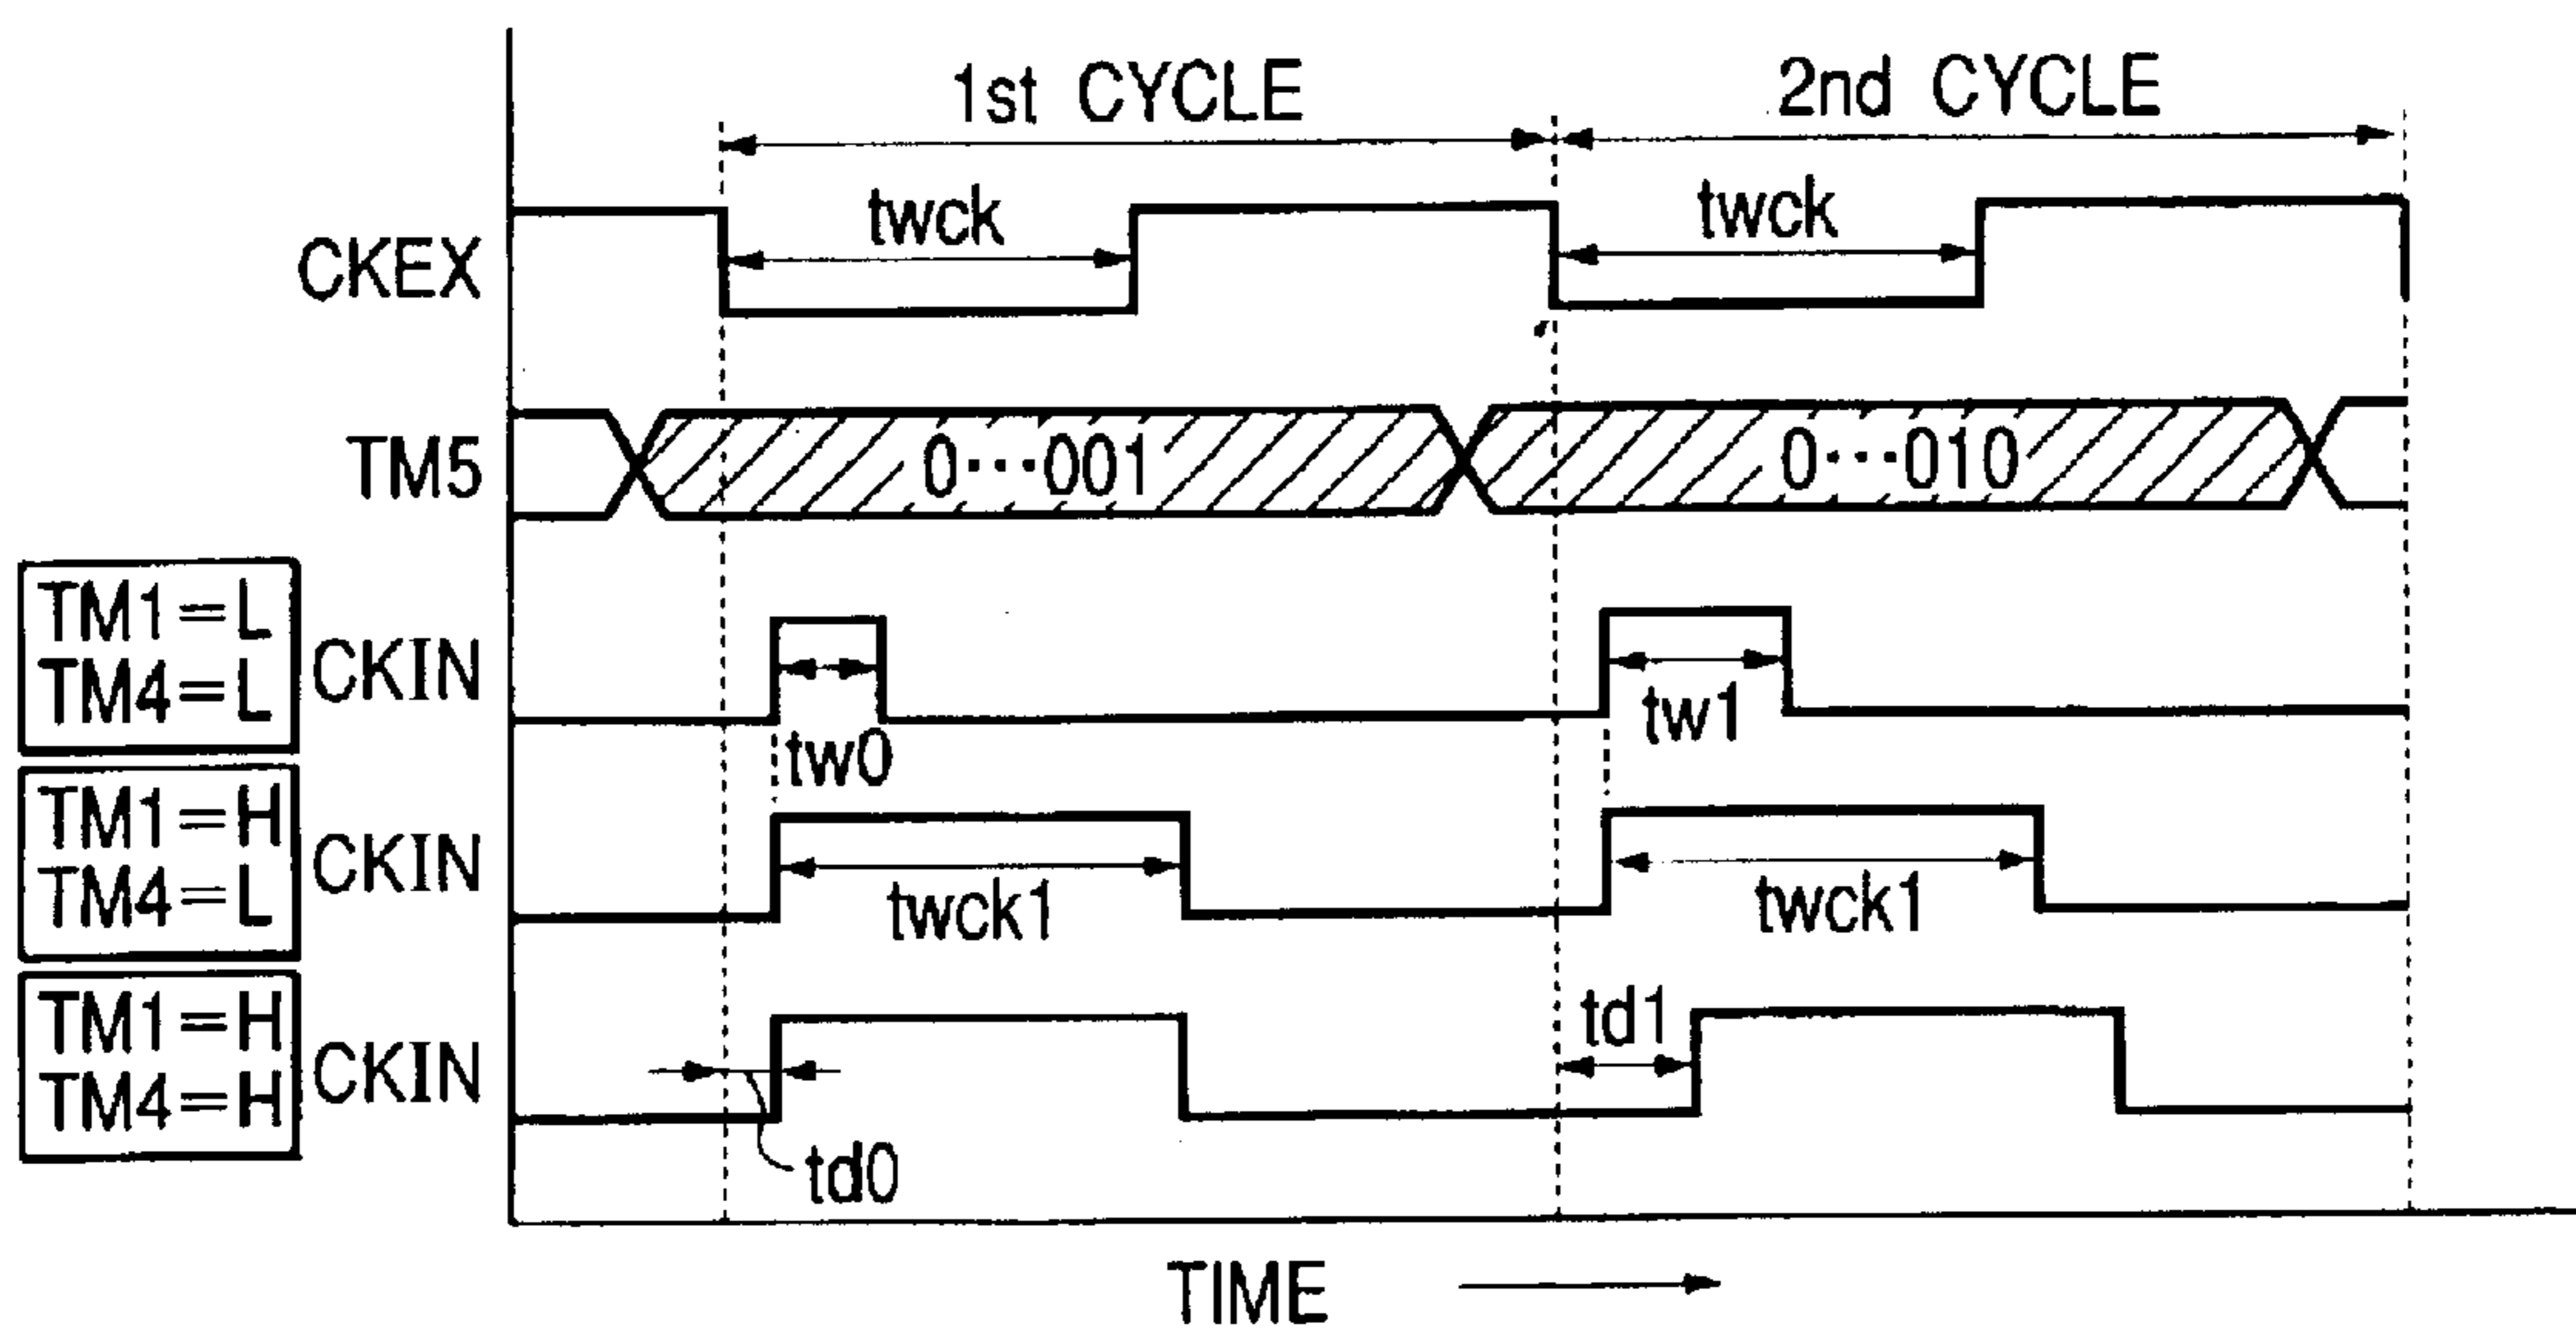 1st CYCLE
2nd CYCLE
CKEX
twck
twck
TM5
0···001
0···010
TM1=L
TM4=L
CKIN
tw0
tw1
TM1=H
TM4=L
CKIN
twck1
twck1
TM1=H
TM4=H
CKIN
td0
td1
TIME